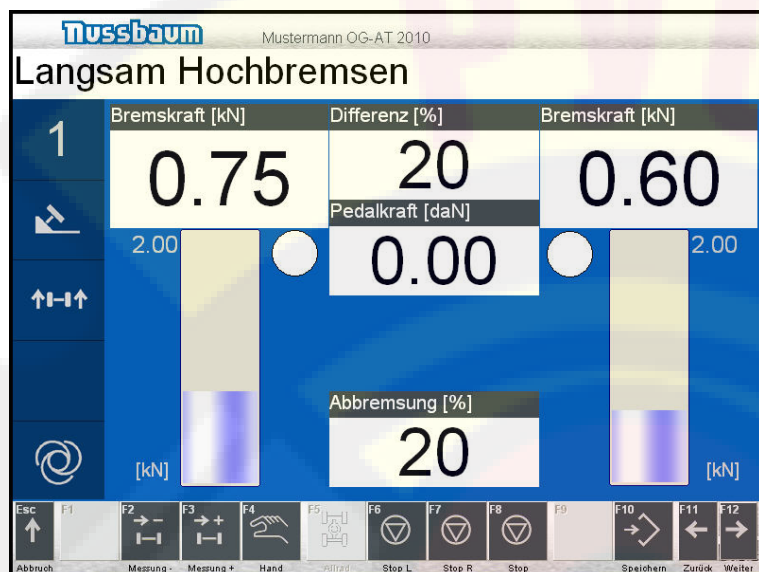 nussbaum
Mustermann OG-AT 2010
Langsam Hochbremsen
1
Bremskraft [kN]
Differenz [%]
Bremskraft [kN]
0.75
20
0.60
Pedalkraft [daN]
0.00
2.00
2.00
Abbremsung [%]
20
[kN]
[kN]
Esc F1 F2 F3 F4 F5 F6 F7 F8 F9 F10 F11 F12
Abbruch Messung - Messung + Hand Allrad Stop L Stop R Stop Speichern Zurück Weiter